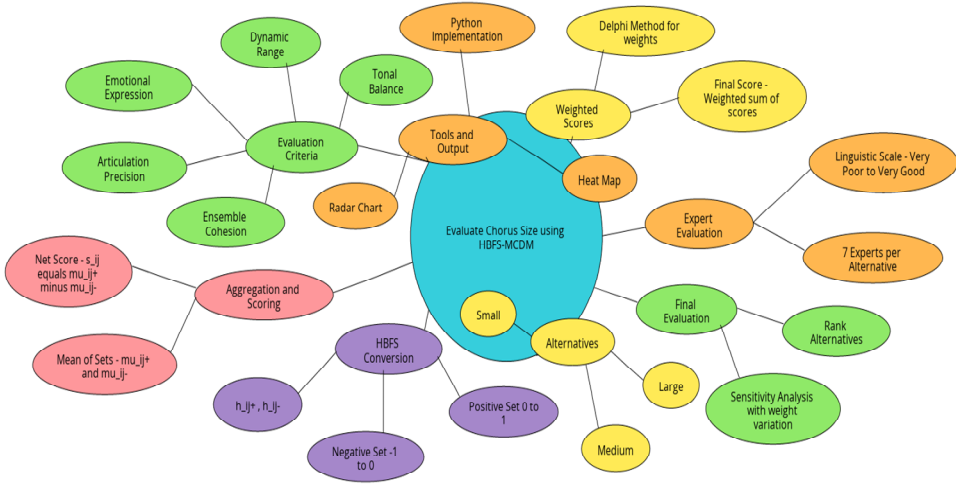 Python
Implementation
Delphi Method for
weights
Dynamic
Range
Tonal
Balance
Emotional
Expression
Final Score -
Weighted sum of
scores
Weighted
Scores
Tools and
Output
Evaluation
Criteria
Articulation
Precision
Linguistic Scale - Very
Poor to Very Good
Heat Map
Radar Chart
Ensemble
Cohesion
Expert
Evaluation
Evaluate Chorus Size using
HBFS-MCDM
7 Experts per
Alternative
Net Score - s_ij
equals mu_ij+
minus mu_ij-
Aggregation and
Scoring
Final
Evaluation
Small
Rank
Alternatives
HBFS
Conversion
Alternatives
Mean of Sets - mu_ij+
and mu_ij-
Large
h_ij+ , h_ij-
Positive Set 0 to
1
Sensitivity Analysis
with weight
variation
Medium
Negative Set -1
to 0